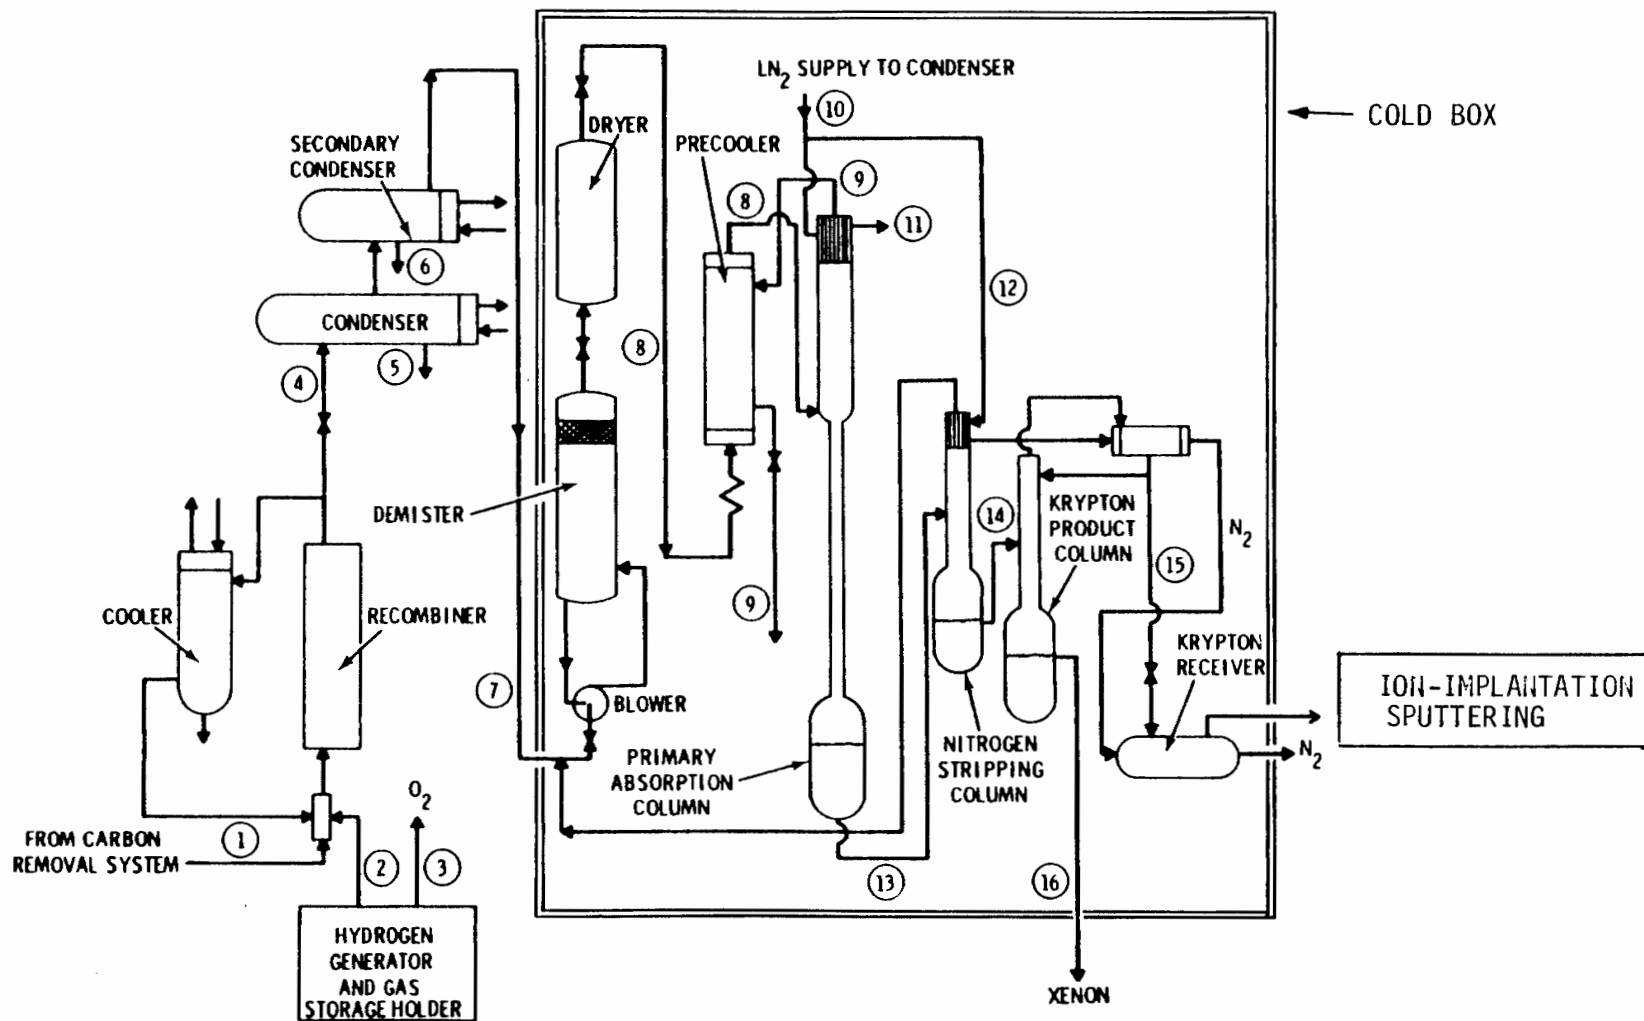 LN2 SUPPLY TO CONDENSER
10
COLD BOX
DRYER
SECONDARY
CONDENSER
PRECOOLER
9
8
11
6
12
CONDENSER
8
5
4
DEMISTER
14
KRYPTON
PRODUCT
COLUMN
N2
15
COOLER
RECOMBINER
9
KRYPTON
RECEIVER
7
BLOWER
ION-IMPLANTATION
SPUTTERING
PRIMARY
ABSORPTION
COLUMN
NITROGEN
STRIPPING
COLUMN
N2
O2
FROM CARBON
REMOVAL SYSTEM
1
2
3
13
16
HYDROGEN
GENERATOR
AND GAS
STORAGE HOLDER
XENON